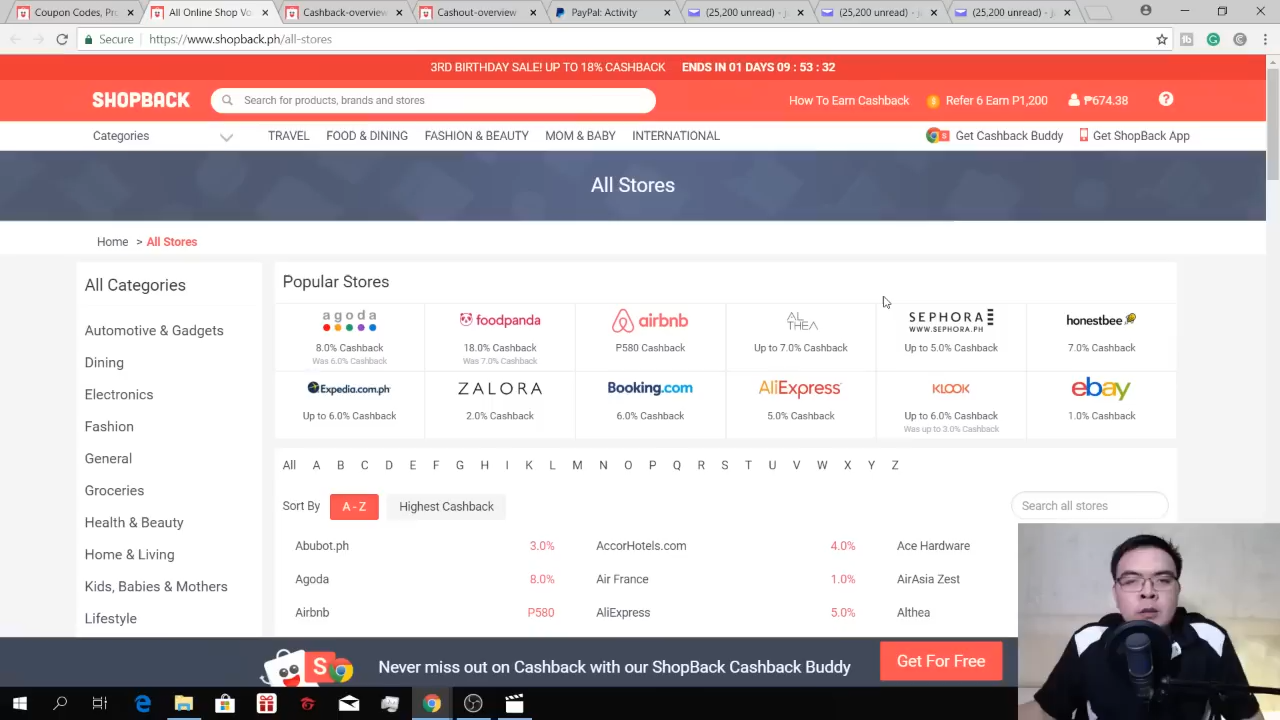 Coupon Codes, Pro
All Online Shop Vo
Cashback-overview
Cashout-overview
PayPal: Activity
(25,200 unread) - j
(25,200 unread) - j
(25,200 unread) - j
Secure
https://www.shopback.ph/all-stores
3RD BIRTHDAY SALE! UP TO 18% CASHBACK ENDS IN 01 DAYS 09 : 53 : 32
SHOPBACK
Search for products, brands and stores
How To Earn Cashback
Refer 6 Earn P1,200
₱674.38
Categories
TRAVEL
FOOD & DINING
FASHION & BEAUTY
MOM & BABY
INTERNATIONAL
Get Cashback Buddy
Get ShopBack App
All Stores
Home > All Stores
All Categories
Automotive & Gadgets
Dining
Electronics
Fashion
General
Groceries
Health & Beauty
Home & Living
Kids, Babies & Mothers
Lifestyle
Popular Stores
agoda
8.0% Cashback
Was 6.0% Cashback
foodpanda
18.0% Cashback
Was 7.0% Cashback
airbnb
P580 Cashback
ALTHEA
Up to 7.0% Cashback
SEPHORA
WWW.SEPHORA.PH
Up to 5.0% Cashback
honestbee
7.0% Cashback
Expedia.com.ph
Up to 6.0% Cashback
ZALORA
2.0% Cashback
Booking.com
6.0% Cashback
AliExpress
5.0% Cashback
KLOOK
Up to 6.0% Cashback
Was up to 3.0% Cashback
ebay
1.0% Cashback
All A B C D E F G H I K L M N O P Q R S T U V W X Y Z
Sort By A - Z Highest Cashback
Search all stores
Abubot.ph 3.0% AccorHotels.com 4.0% Ace Hardware
Agoda 8.0% Air France 1.0% AirAsia Zest
Airbnb P580 AliExpress 5.0% Althea
S
Never miss out on Cashback with our ShopBack Cashback Buddy
Get For Free